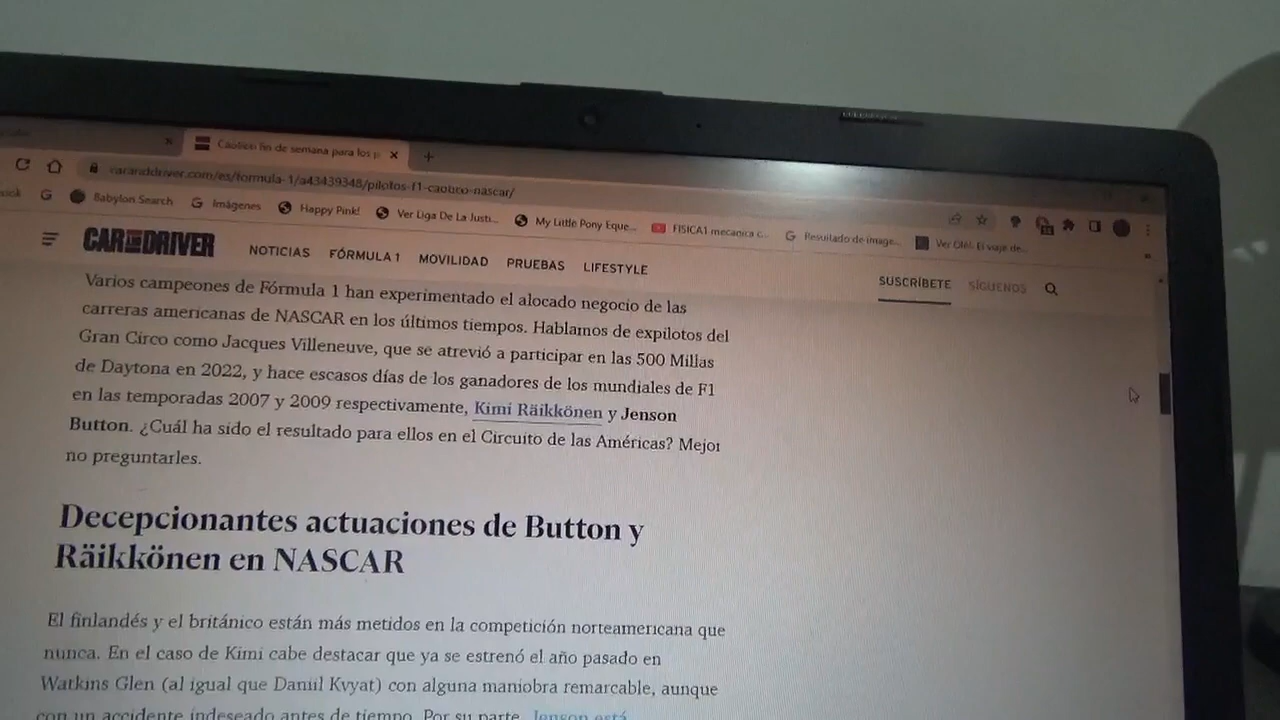 Caótico fin de semana para los p
caranddriver.com/es/formula-1/a43439348/pilotos-f1-caotico-nascar/
Babylon Search
Imágenes
Happy Pink!
Ver Liga De La Justi...
My Little Pony Eque...
FISICA1 mecanica c...
Resultado de image...
Ver Olé! El viaje de...
CAR AND DRIVER
NOTICIAS
FÓRMULA 1
MOVILIDAD
PRUEBAS
LIFESTYLE
SUSCRÍBETE
SÍGUENOS
Varios campeones de Fórmula 1 han experimentado el alocado negocio de las
carreras americanas de NASCAR en los últimos tiempos. Hablamos de expilotos del
Gran Circo como Jacques Villeneuve, que se atrevió a participar en las 500 Millas
de Daytona en 2022, y hace escasos días de los ganadores de los mundiales de F1
en las temporadas 2007 y 2009 respectivamente, Kimi Räikkönen y Jenson
Button. ¿Cuál ha sido el resultado para ellos en el Circuito de las Américas? Mejor
no preguntarles.
Decepcionantes actuaciones de Button y
Räikkönen en NASCAR
El finlandés y el británico están más metidos en la competición norteamericana que
nunca. En el caso de Kimi cabe destacar que ya se estrenó el año pasado en
Watkins Glen (al igual que Daniil Kvyat) con alguna maniobra remarcable, aunque
con un accidente indeseado antes de tiempo. Por su parte, Jenson está